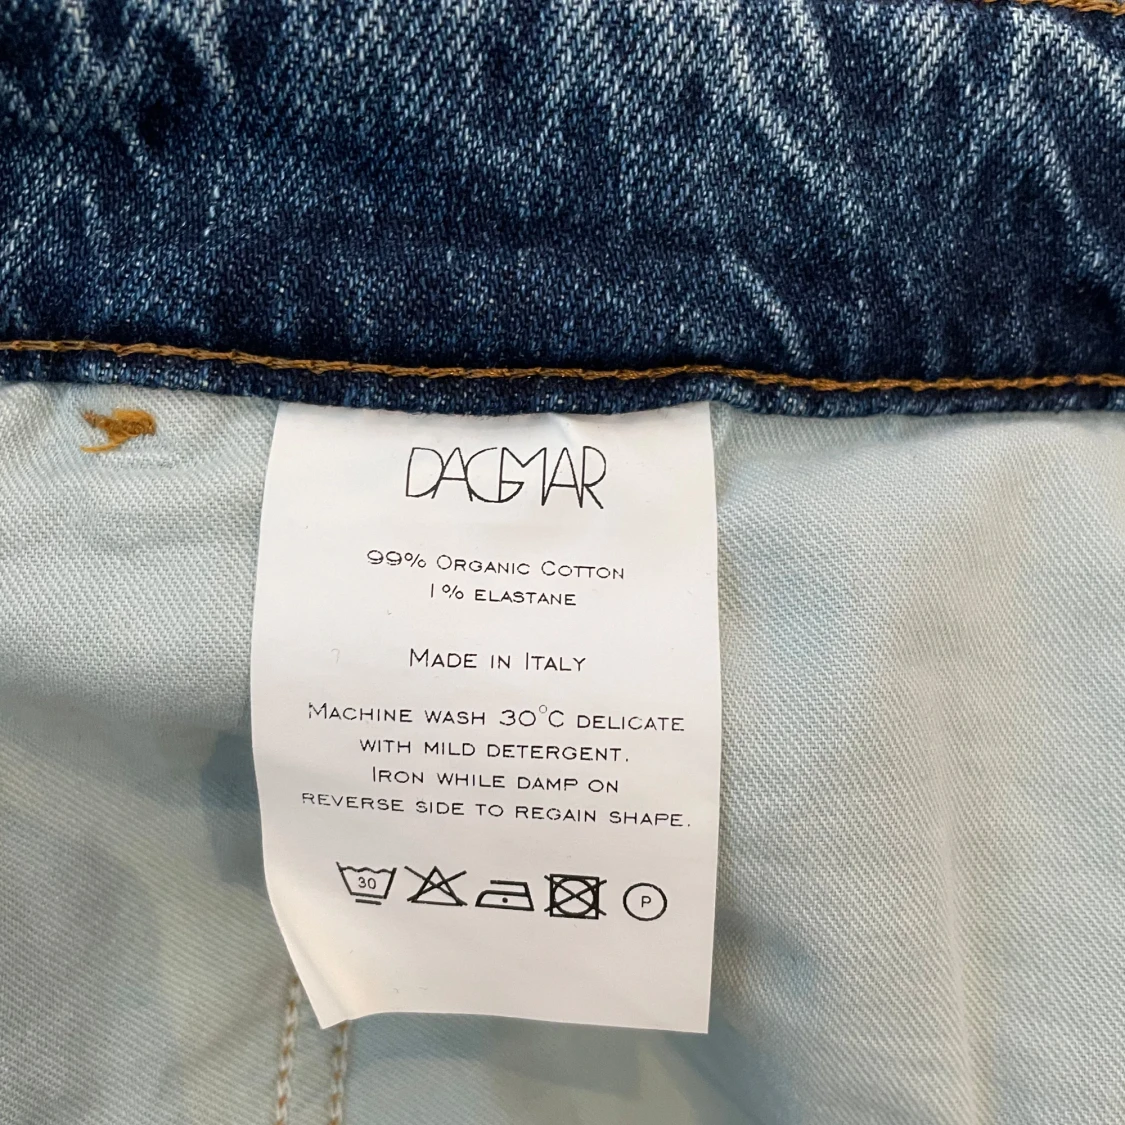 DAGMAR
99% ORGANIC COTTON
1% ELASTANE
MADE IN ITALY
MACHINE WASH 30°C DELICATE
WITH MILD DETERGENT.
IRON WHILE DAMP ON
REVERSE SIDE TO REGAIN SHAPE.
30 P